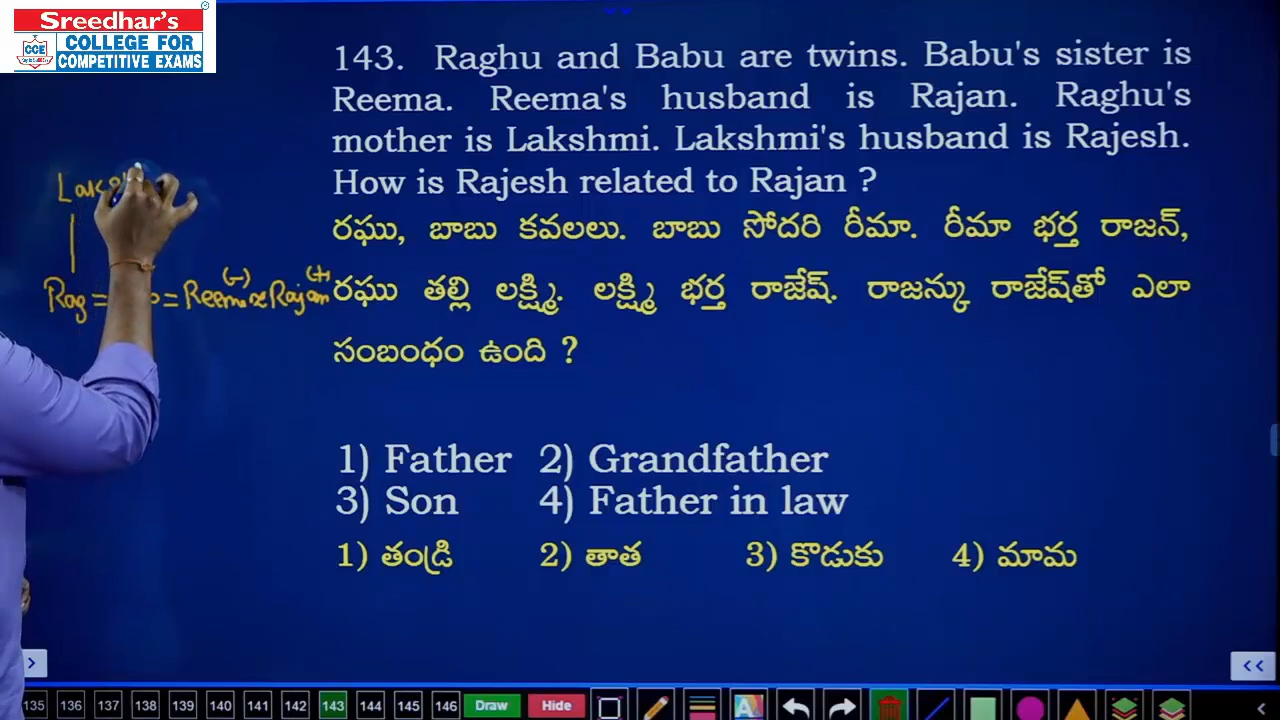 Sreedhar's
CCE
COLLEGE FOR
COMPETITIVE EXAMS
143. Raghu and Babu are twins. Babu's sister is
Reema. Reema's husband is Rajan. Raghu's
mother is Lakshmi. Lakshmi's husband is Rajesh.
How is Rajesh related to Rajan ?
రఘు, బాబు కవలలు. బాబు సోదరి రీమా. రీమా భర్త రాజన్,
రఘు తల్లి లక్ష్మి. లక్ష్మి భర్త రాజేష్. రాజన్కు రాజేష్‌తో ఎలా
సంబంధం ఉంది ?
(-) (+
Rag = = Reema Rajan
1) Father 2) Grandfather
3) Son 4) Father in law
1) తండ్రి 2) తాత 3) కొడుకు 4) మామ
135 136 137 138 139 140 141 142 143 144 145 146 Draw Hide